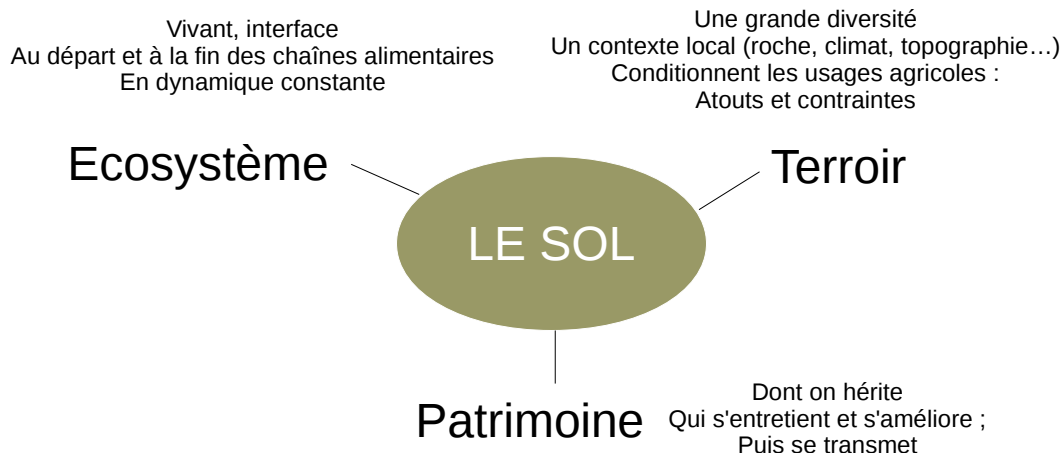 Vivant, interface
Au départ et à la fin des chaînes alimentaires
En dynamique constante
Ecosystème
Une grande diversité
Un contexte local (roche, climat, topographie…)
Conditionnent les usages agricoles :
Atouts et contraintes
Terroir
LE SOL
Patrimoine
Dont on hérite
Qui s'entretient et s'améliore ;
Puis se transmet